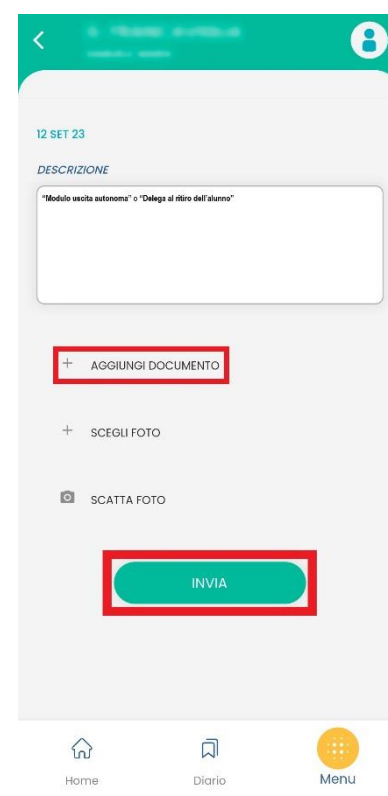 12 SET 23
DESCRIZIONE
"Modulo uscita autonoma" o "Delega al ritiro dell'alunno"
AGGIUNGI DOCUMENTO
SCEGLI FOTO
SCATTA FOTO
INVIA
Home Diario Menu